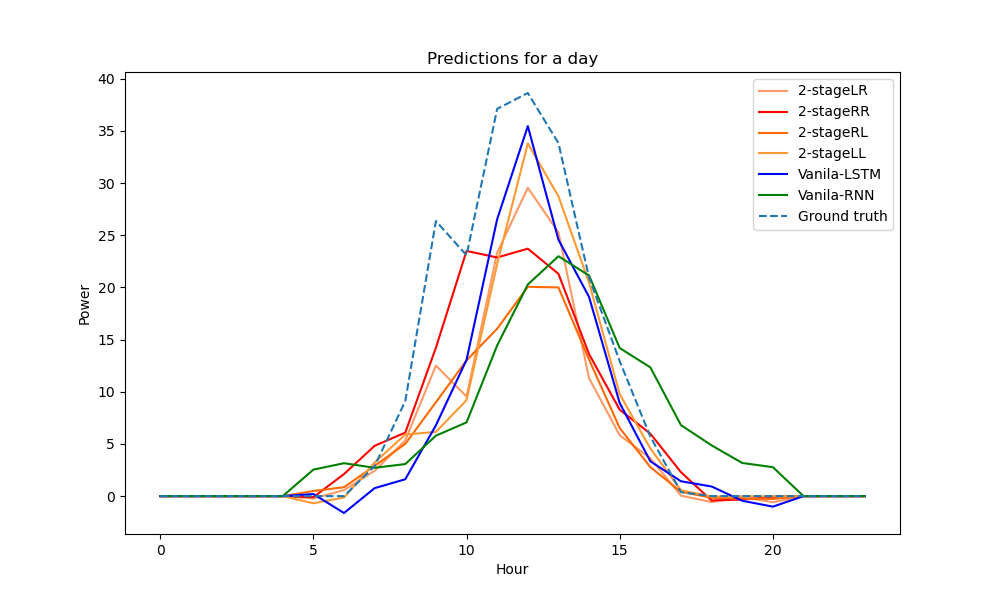 Predictions for a day
40
35
30
25
20
15
10
5
0
Power
0 5 10 15 20
Hour
2-stageLR
2-stageRR
2-stageRL
2-stageLL
Vanila-LSTM
Vanila-RNN
Ground truth